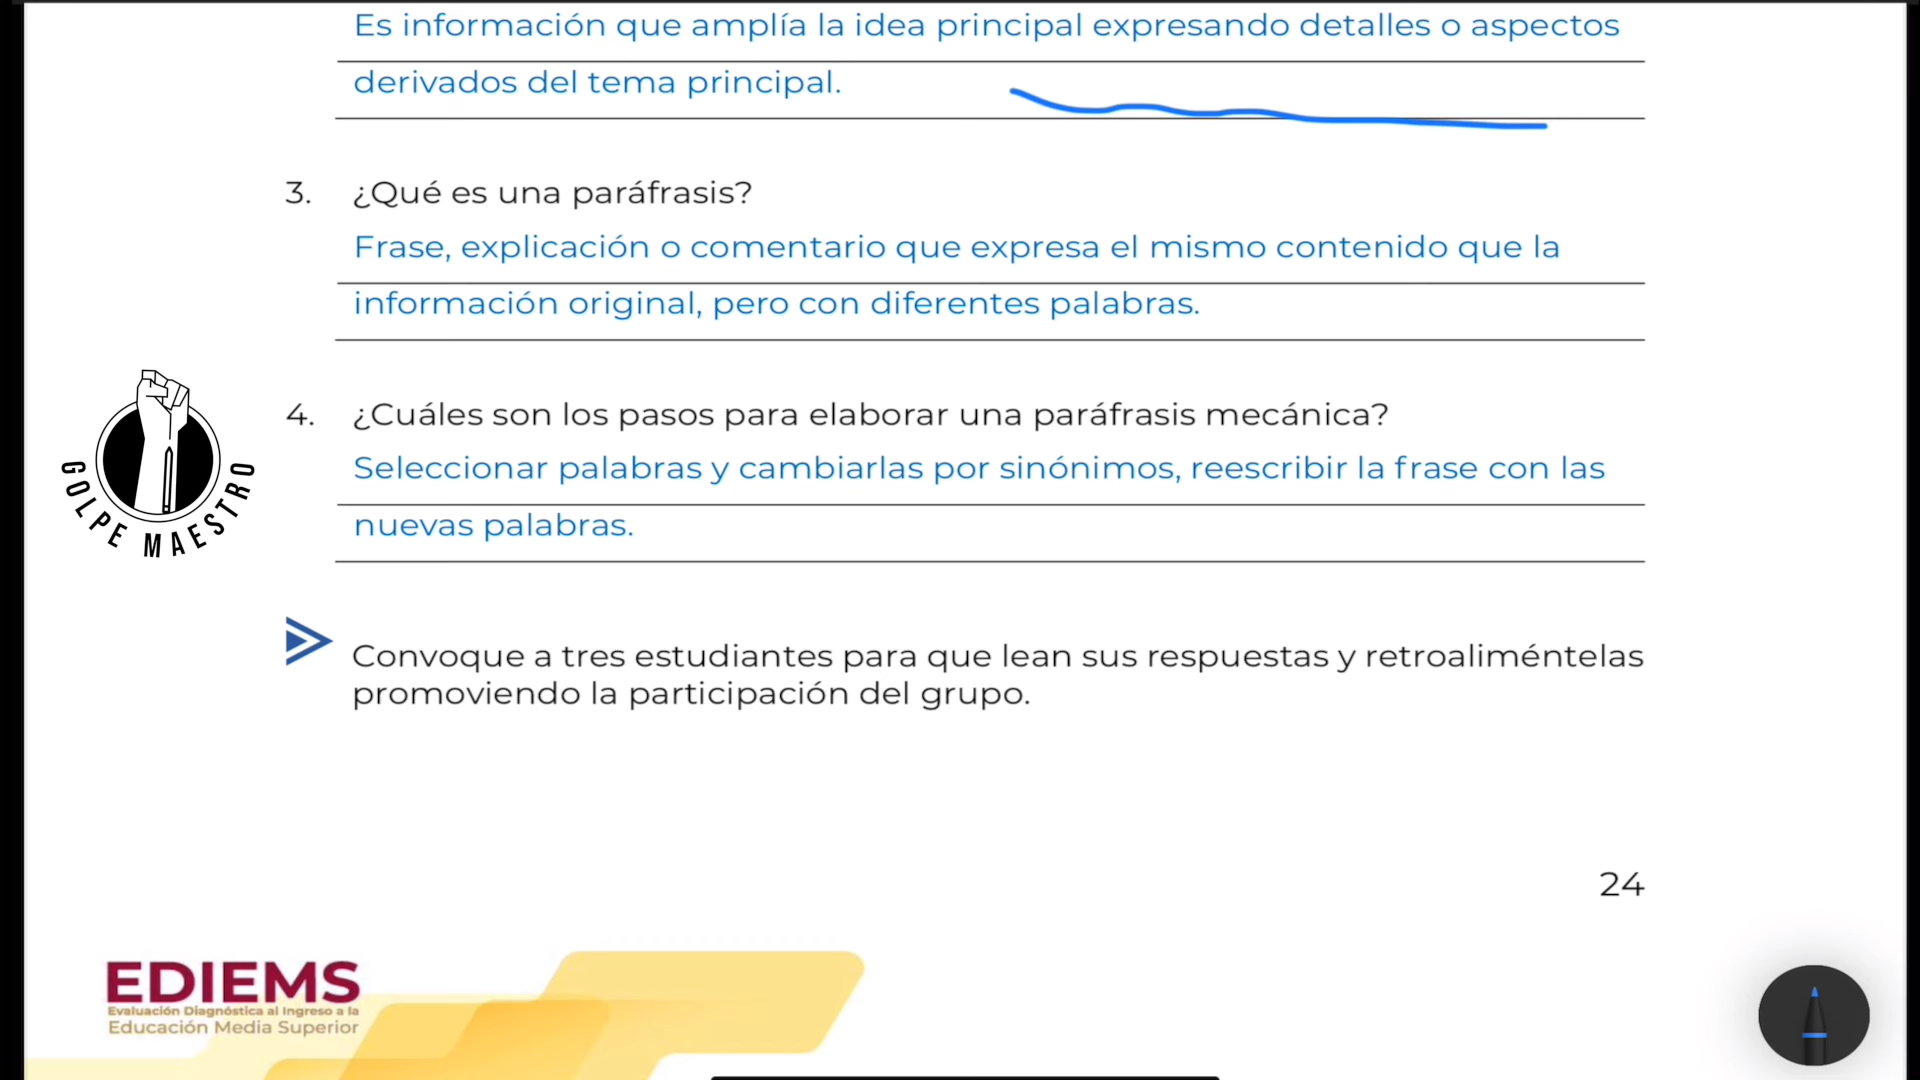 Es información que amplía la idea principal expresando detalles o aspectos
derivados del tema principal.
3. ¿Qué es una paráfrasis?
Frase, explicación o comentario que expresa el mismo contenido que la
información original, pero con diferentes palabras.
GOLPE MAESTRO
4. ¿Cuáles son los pasos para elaborar una paráfrasis mecánica?
Seleccionar palabras y cambiarlas por sinónimos, reescribir la frase con las
nuevas palabras.
Convoque a tres estudiantes para que lean sus respuestas y retroaliméntelas
promoviendo la participación del grupo.
24
EDIEMS
Evaluación Diagnóstica al Ingreso a la
Educación Media Superior